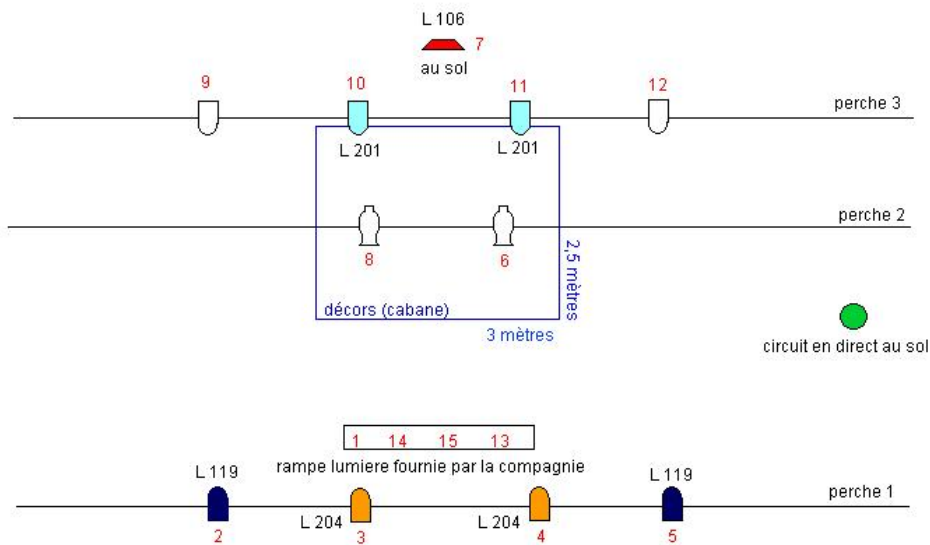 L 106
7
au sol
9
10
11
12
perche 3
L 201
L 201
perche 2
8
6
2,5 mètres
décors (cabane)
3 mètres
circuit en direct au sol
1 14 15 13
rampe lumiere fournie par la compagnie
L 119
L 119
perche 1
L 204
L 204
2
3
4
5